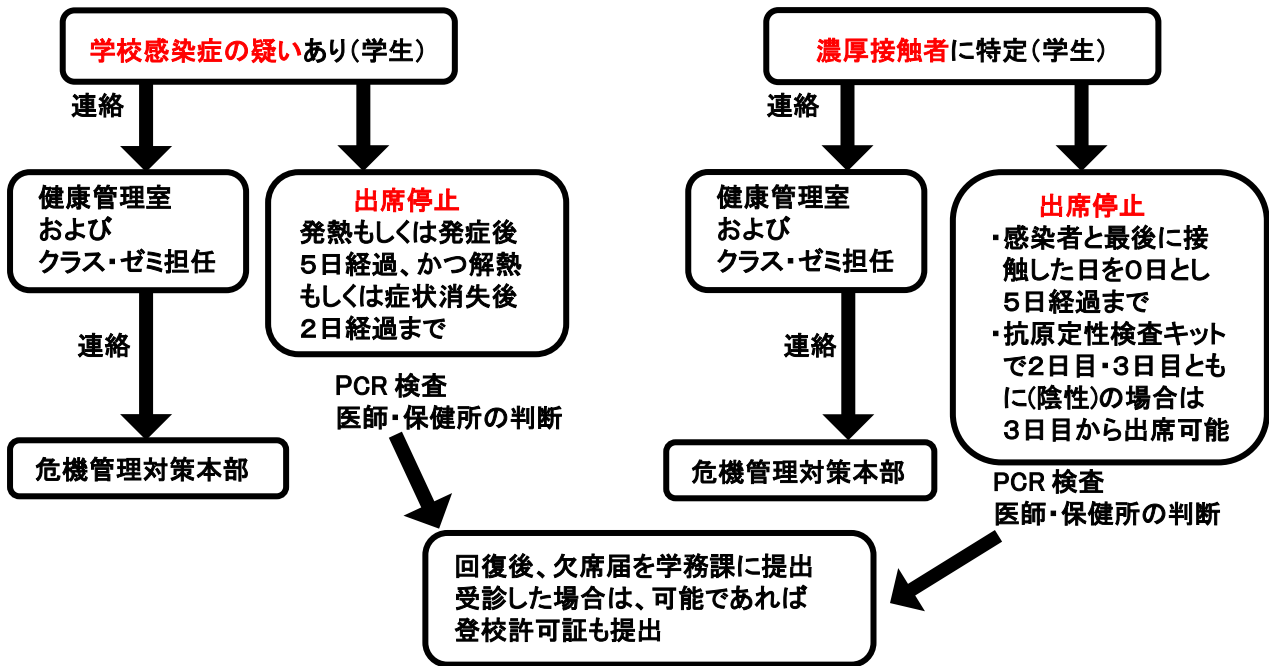 学校感染症の疑いあり(学生)
連絡
健康管理室
および
クラス・ゼミ担任
出席停止
発熱もしくは発症後
5日経過、かつ解熱
もしくは症状消失後
2日経過まで
連絡
危機管理対策本部
PCR 検査
医師・保健所の判断
濃厚接触者に特定(学生)
連絡
健康管理室
および
クラス・ゼミ担任
出席停止
・感染者と最後に接
触した日を0日とし
5日経過まで
・抗原定性検査キット
で2日目・3日目とも
に(陰性)の場合は
3日目から出席可能
連絡
危機管理対策本部
PCR 検査
医師・保健所の判断
回復後、欠席届を学務課に提出
受診した場合は、可能であれば
登校許可証も提出